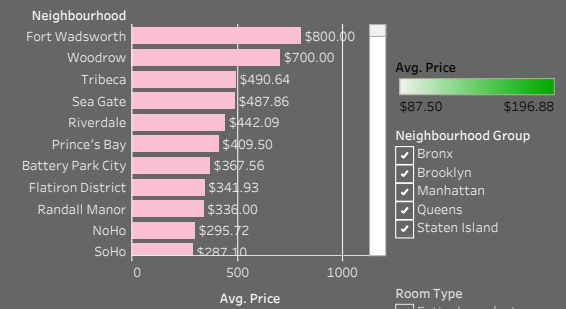 Neighbourhood
Fort Wadsworth $800.00
Woodrow $700.00
Tribeca $490.64
Sea Gate $487.86
Riverdale $442.09
Prince's Bay $409.50
Battery Park City $367.56
Flatiron District $341.93
Randall Manor $336.00
NoHo $295.72
SoHo $287.10
0 500 1000
Avg. Price
Avg. Price
$87.50 $196.88
Neighbourhood Group
Bronx
Brooklyn
Manhattan
Queens
Staten Island
Room Type